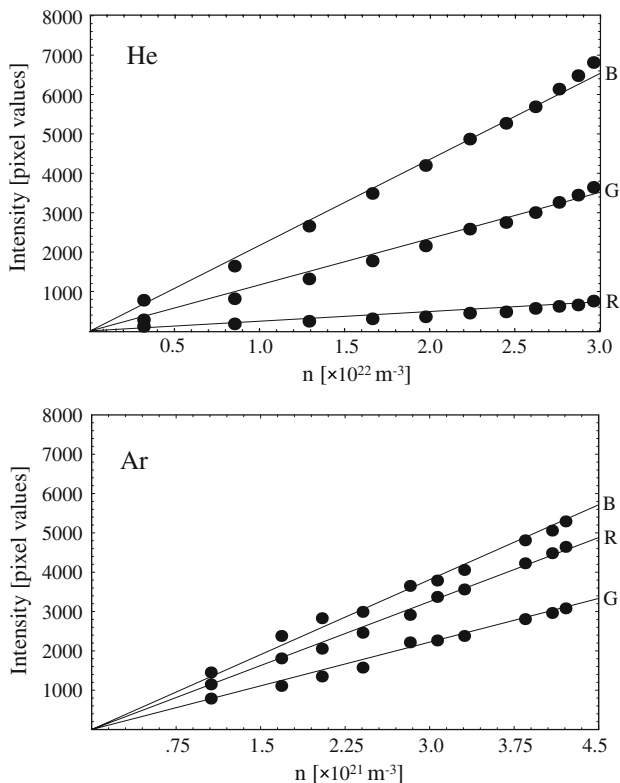 He
Intensity [pixel values]
8000
7000
6000
5000
4000
3000
2000
1000
B
G
R
0.5
1.0
1.5
2.0
2.5
3.0
n [×10²² m⁻³]
Ar
Intensity [pixel values]
8000
7000
6000
5000
4000
3000
2000
1000
B
R
G
.75
1.5
2.25
3.0
3.75
4.5
n [×10²¹ m⁻³]